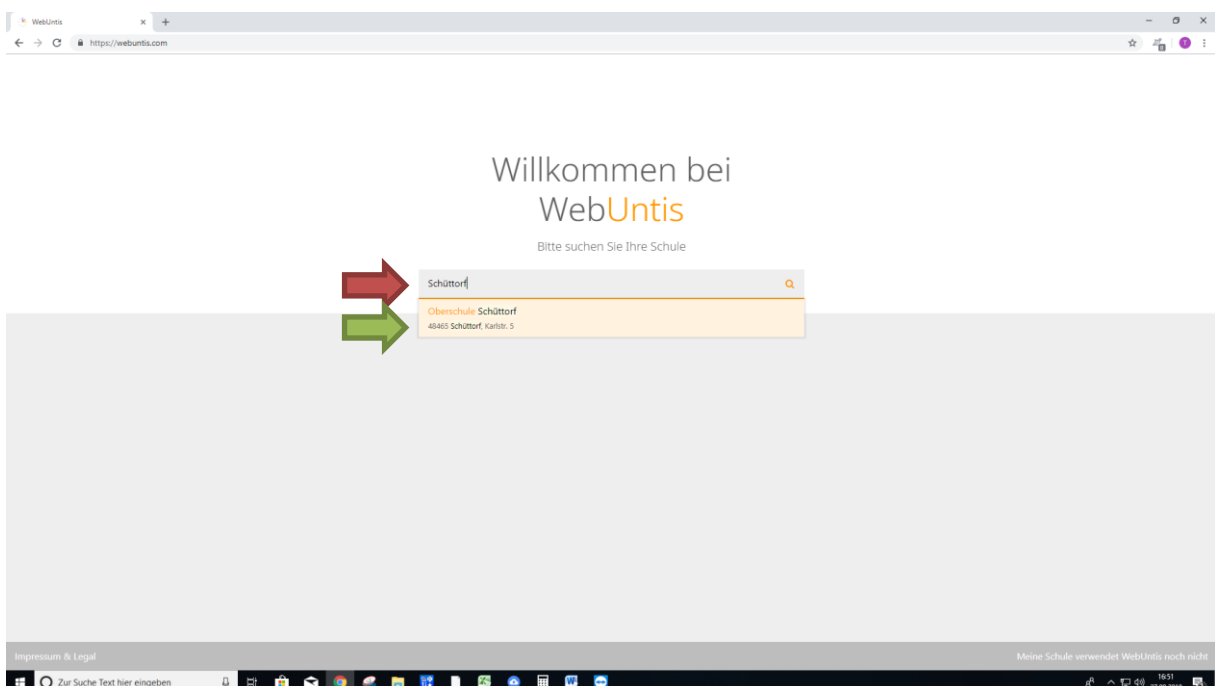 WebUntis
https://webuntis.com
Willkommen bei
WebUntis
Bitte suchen Sie Ihre Schule
Schüttorf
Oberschule Schüttorf
48465 Schüttorf, Karlstr. 5
Impressum & Legal
Meine Schule verwendet WebUntis noch nicht
Zur Suche Text hier eingeben
16:51